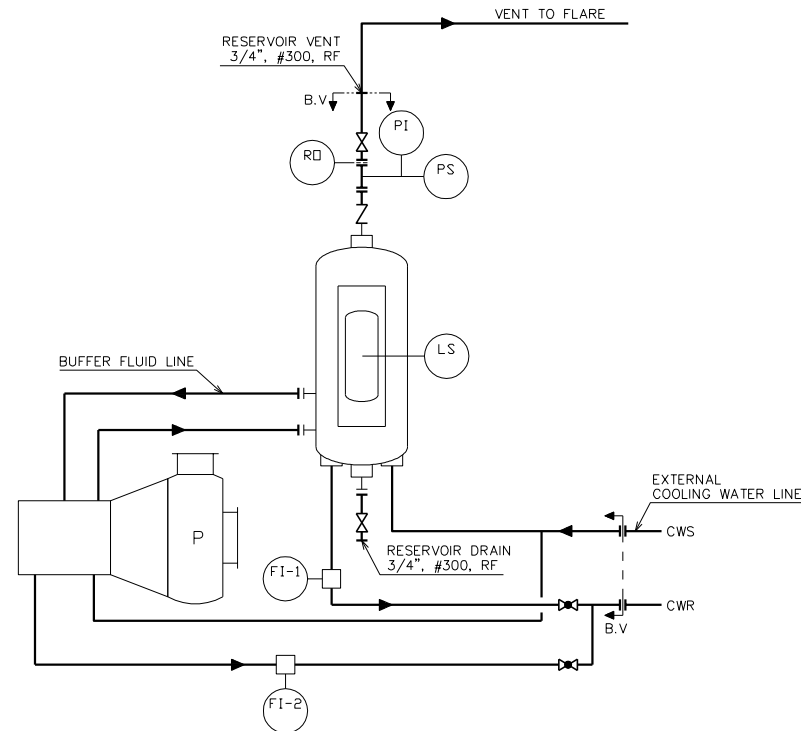 VENT TO FLARE
RESERVOIR VENT
3/4", #300, RF
B.V
PI
RO
PS
LS
BUFFER FLUID LINE
EXTERNAL
COOLING WATER LINE
P
CWS
RESERVOIR DRAIN
3/4", #300, RF
FI-1
CWR
B.V
FI-2